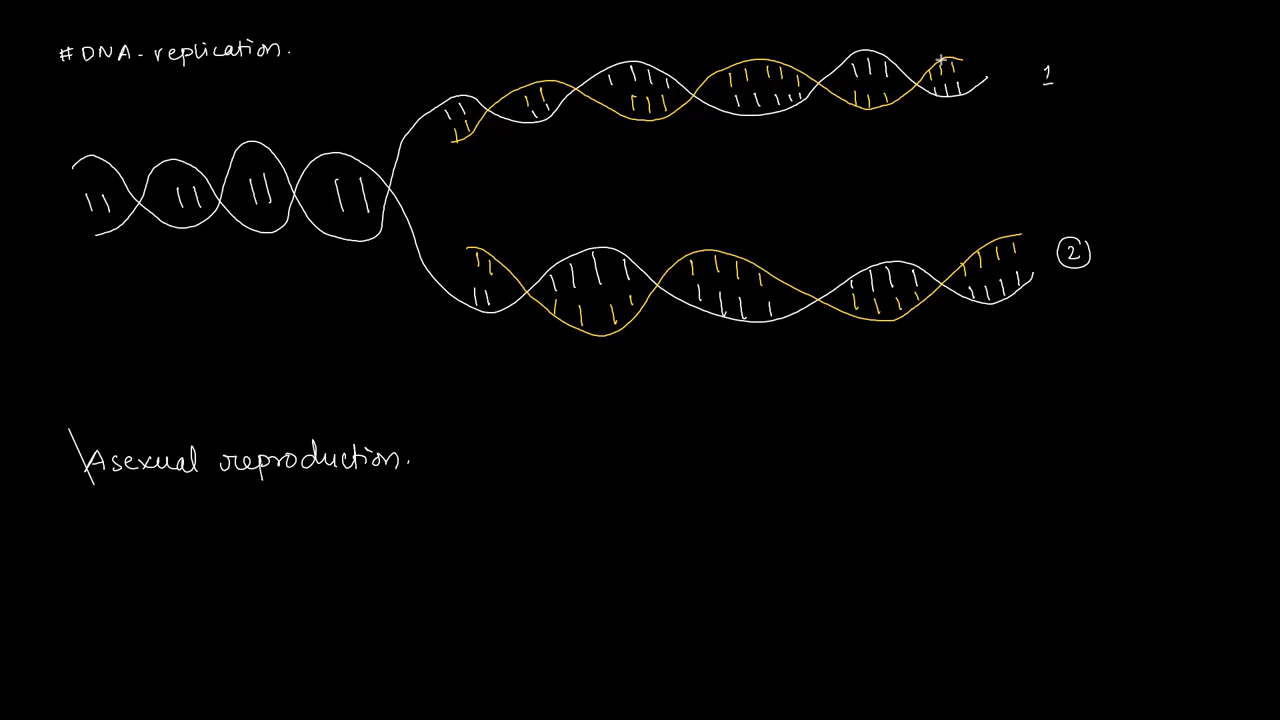 # DNA - replication.
1
2
Asexual reproduction.